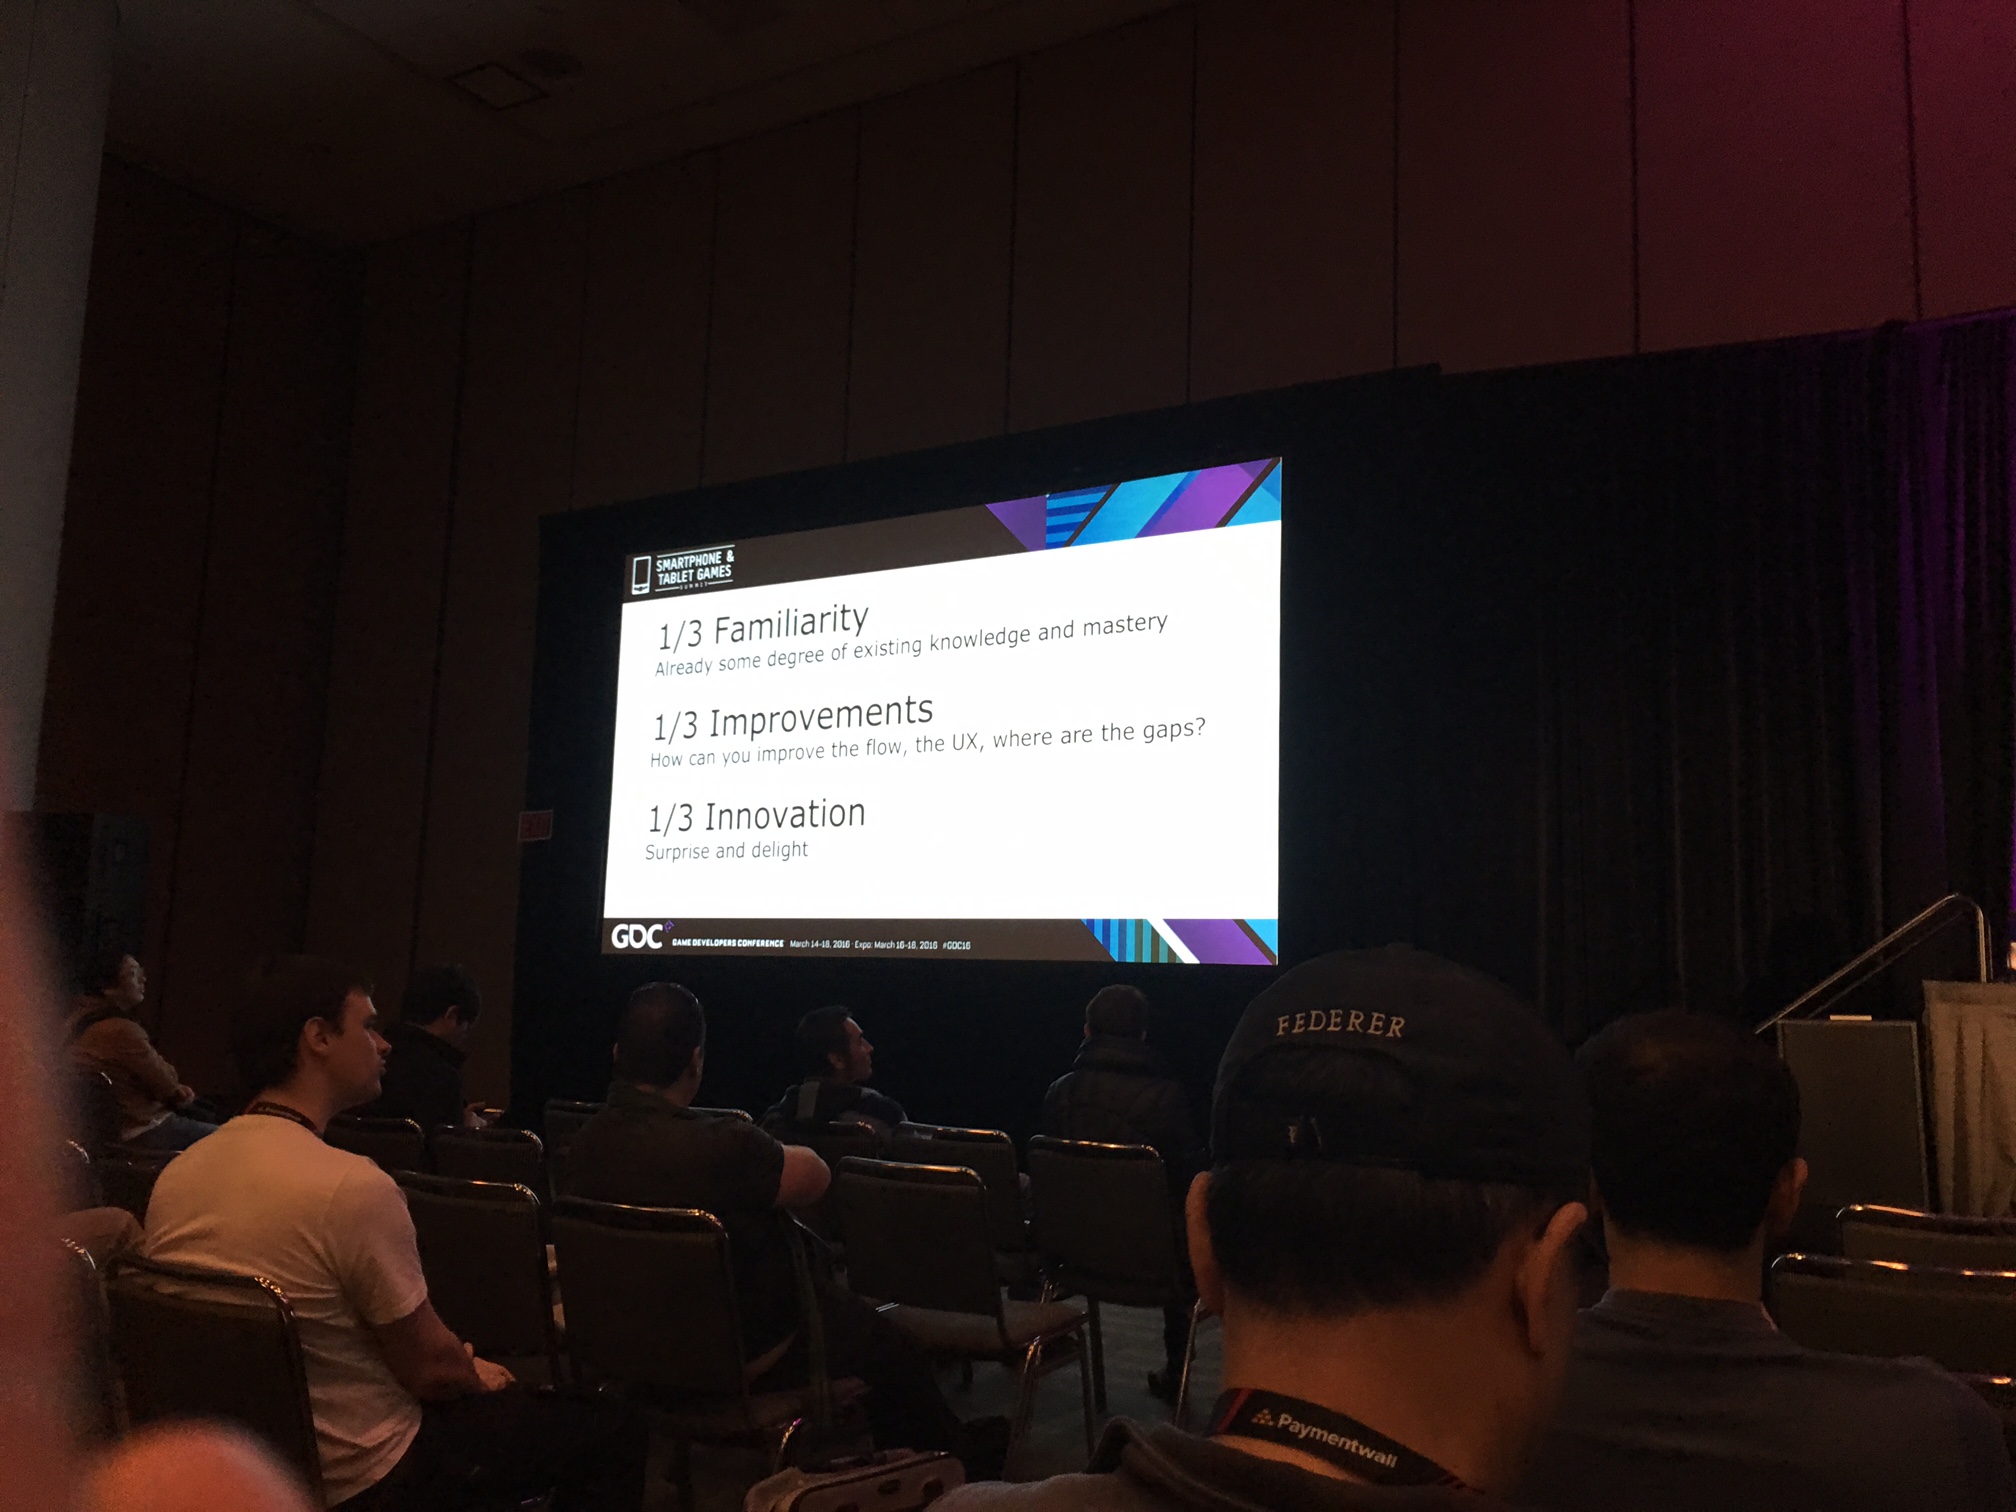 SMARTPHONE &
TABLET GAMES
SUMMIT
1/3 Familiarity
Already some degree of existing knowledge and mastery
1/3 Improvements
How can you improve the flow, the UX, where are the gaps?
1/3 Innovation
Surprise and delight
GDC GAME DEVELOPERS CONFERENCE March 14-18, 2016 · Expo: March 16-18, 2016 #GDC16
FEDERER
Paymentwall